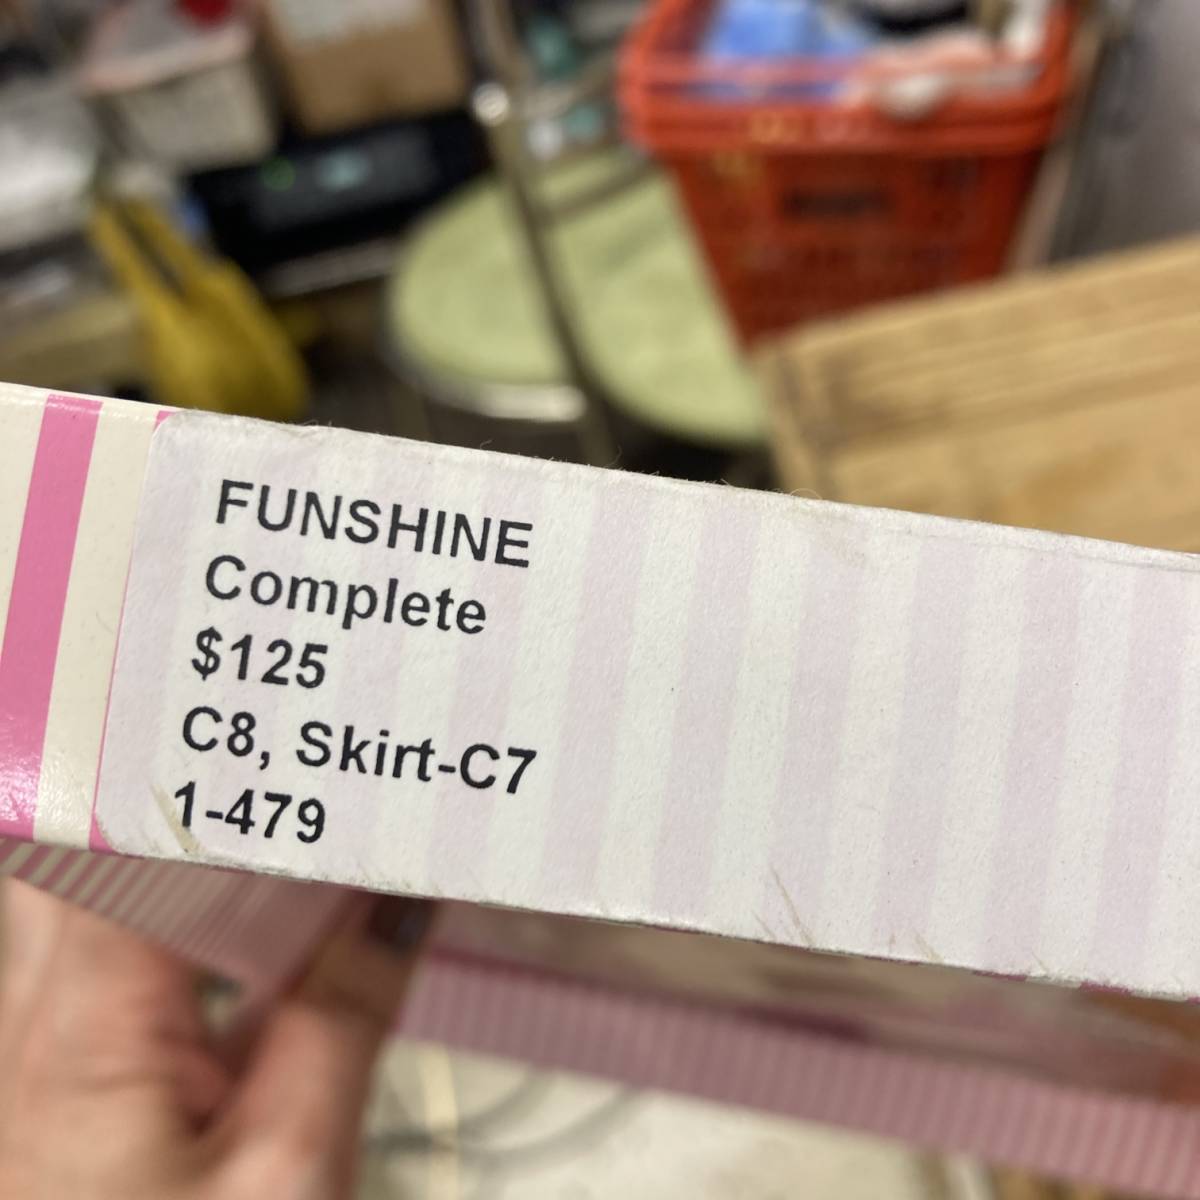 FUNSHINE
Complete
$125
C8, Skirt-C7
1-479